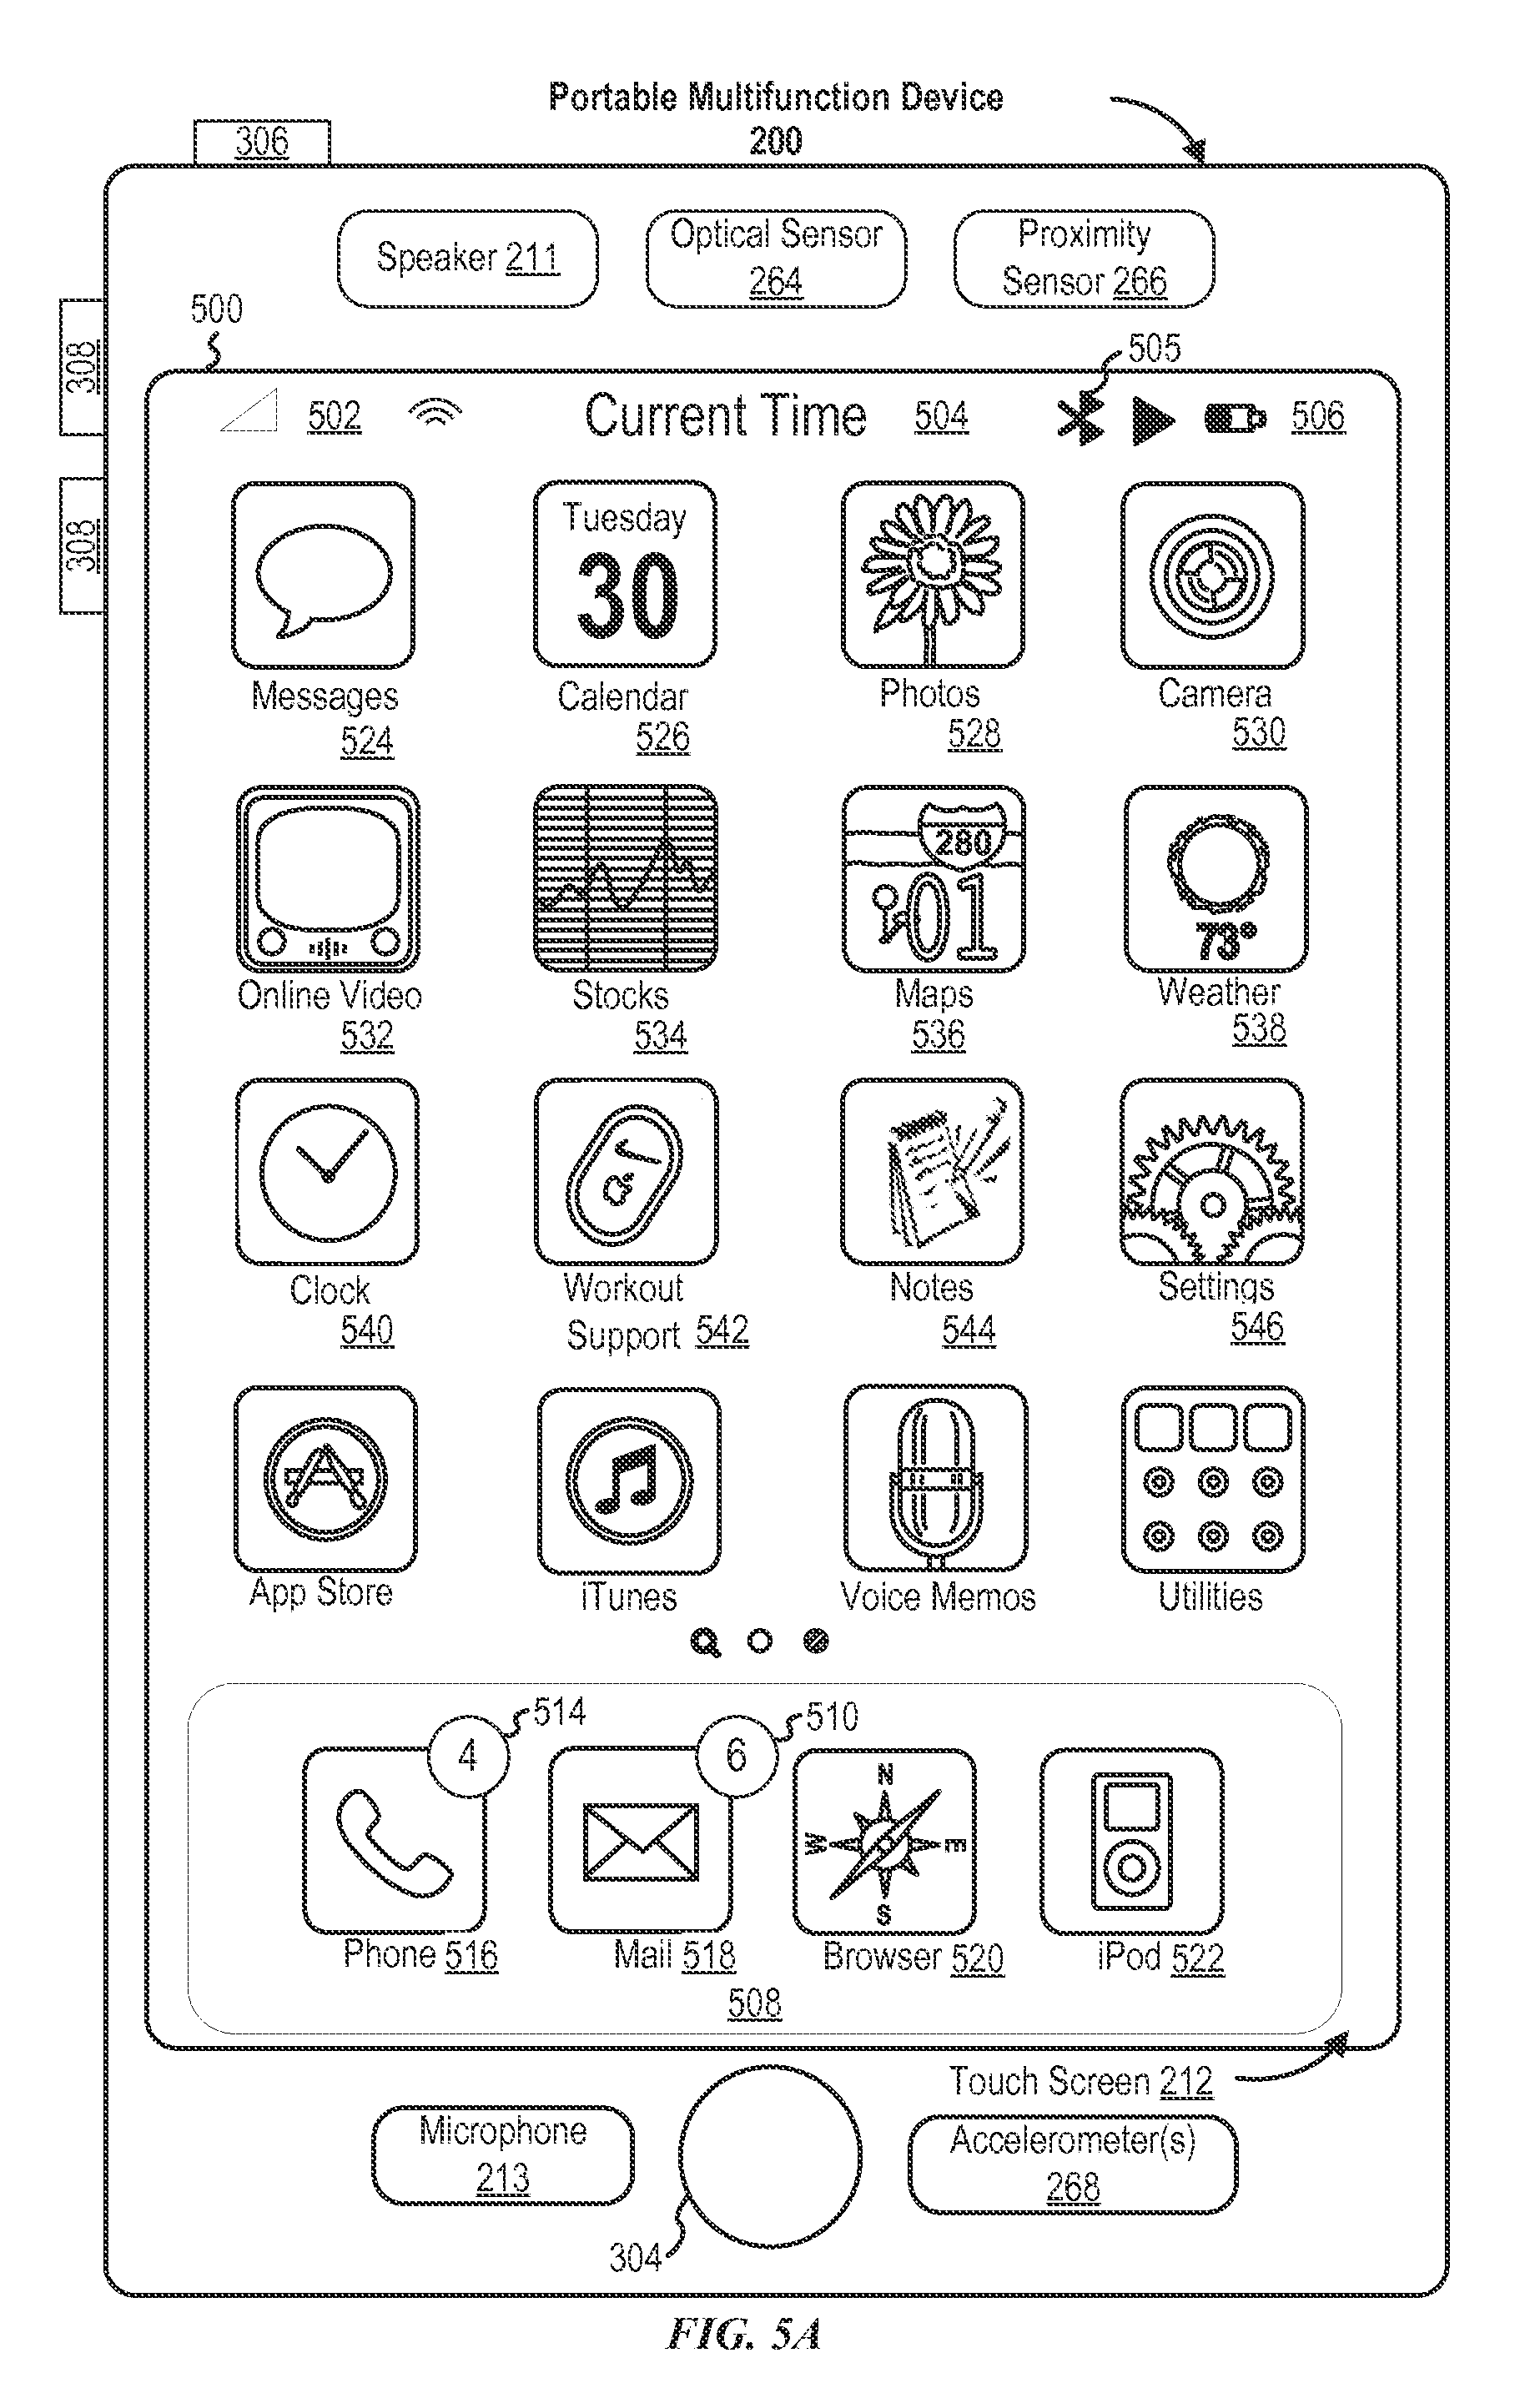 Portable Multifunction Device
200
306
Speaker 211
Optical Sensor
264
Proximity
Sensor 266
500
505
308
308
502
Current Time
504
506
Tuesday
30
Messages
524
Calendar
526
Photos
528
Camera
530
280
01
73°
Online Video
532
Stocks
534
Maps
536
Weather
538
Clock
540
Workout
Support 542
Notes
544
Settings
546
App Store
iTunes
Voice Memos
Utilities
514
510
4
6
N
W
E
S
Phone 516
Mail 518
Browser 520
iPod 522
508
Touch Screen 212
Microphone
213
Accelerometer(s)
268
304
FIG. 5A